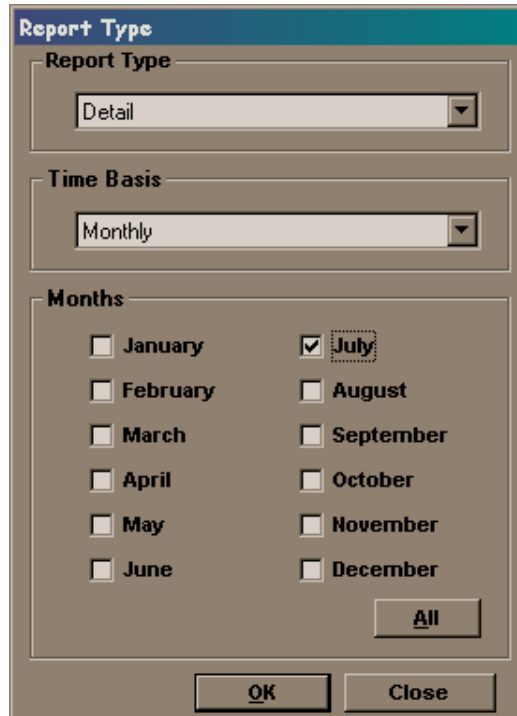 Report Type
Report Type
Detail
Time Basis
Monthly
Months
January July
February August
March September
April October
May November
June December
All
OK Close